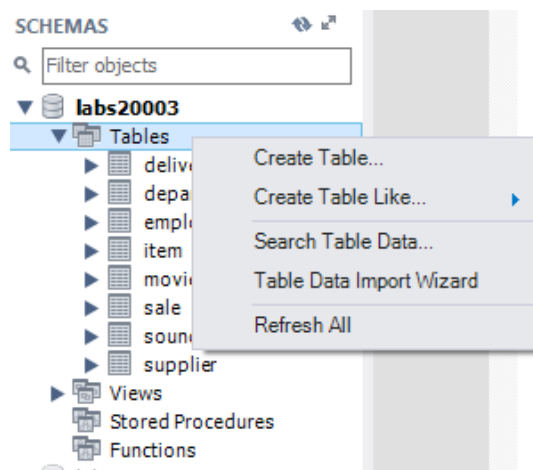 SCHEMAS
Filter objects
labs20003
Tables
Create Table...
Create Table Like...
Search Table Data...
Table Data Import Wizard
Refresh All
item
sale
supplier
Views
Stored Procedures
Functions